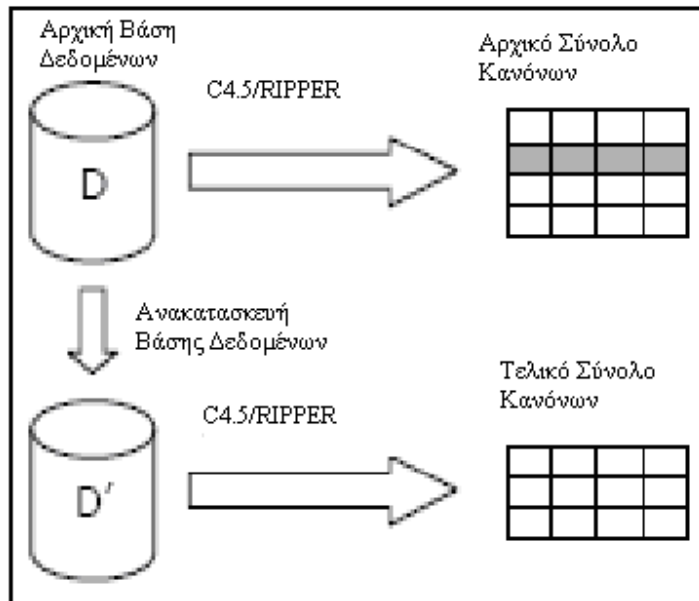 Αρχική Βάση
Δεδομένων
C4.5/RIPPER
Αρχικό Σύνολο
Κανόνων
D
Ανακατασκευή
Βάσης Δεδομένων
C4.5/RIPPER
Τελικό Σύνολο
Κανόνων
D′